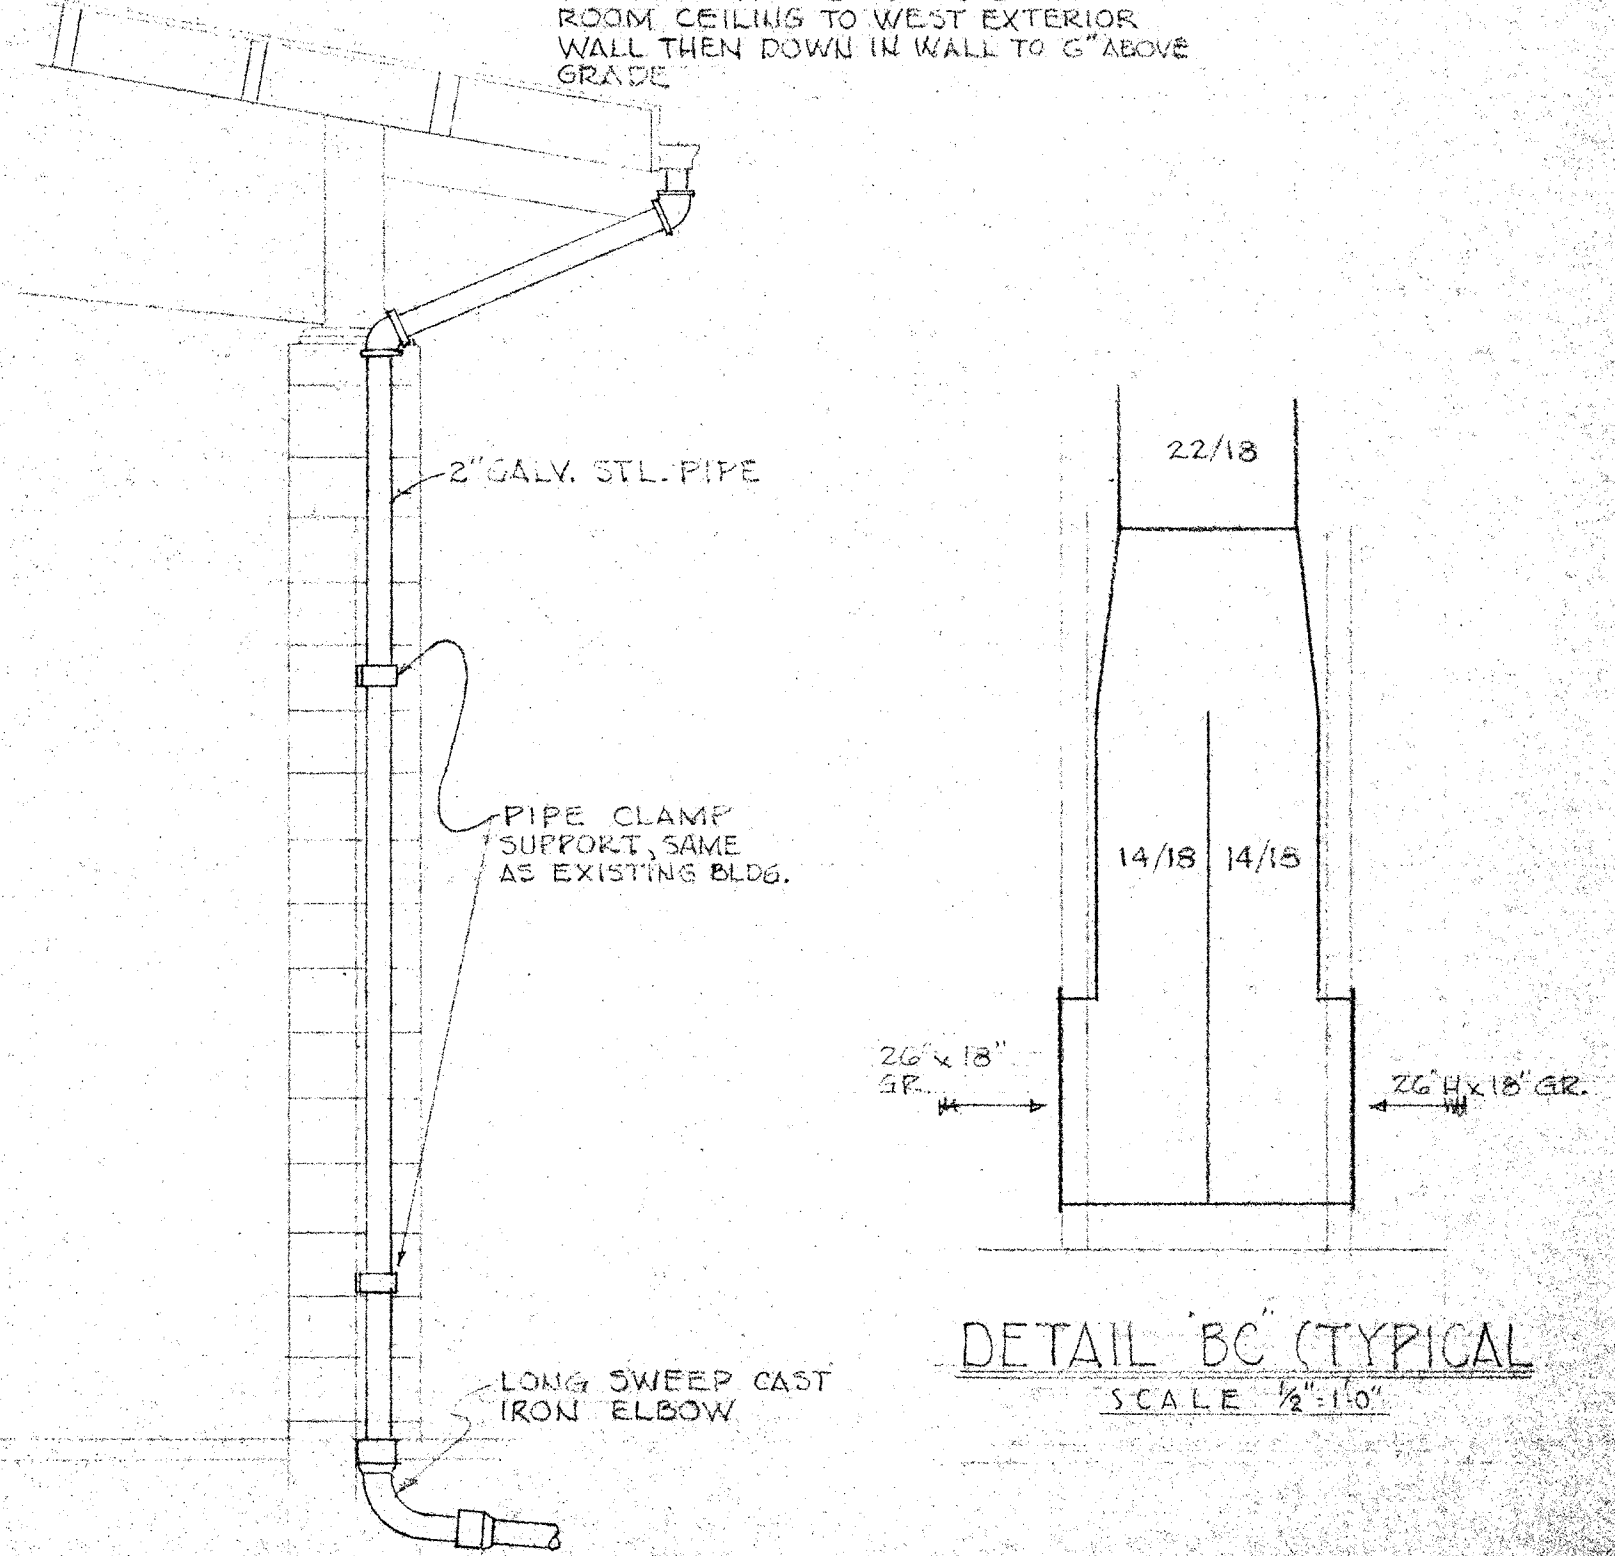 ROOM CEILING TO WEST EXTERIOR
WALL THEN DOWN IN WALL TO 6" ABOVE
GRADE
2" GALV. STL. PIPE
PIPE CLAMP
SUPPORT, SAME
AS EXISTING BLDG.
LONG SWEEP CAST
IRON ELBOW
22/18
14/18 14/18
26" x 18"
GR.
26"H x 18" GR.
DETAIL "BC" (TYPICAL
SCALE 1/2"=1'-0"